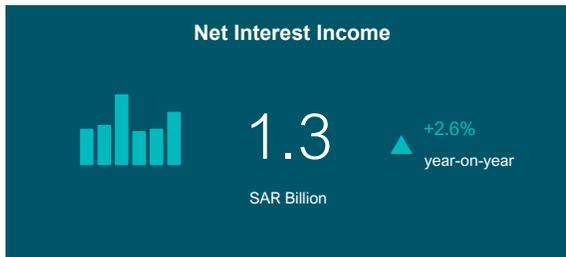 Net Interest Income
1.3
SAR Billion
+2.6%
year-on-year